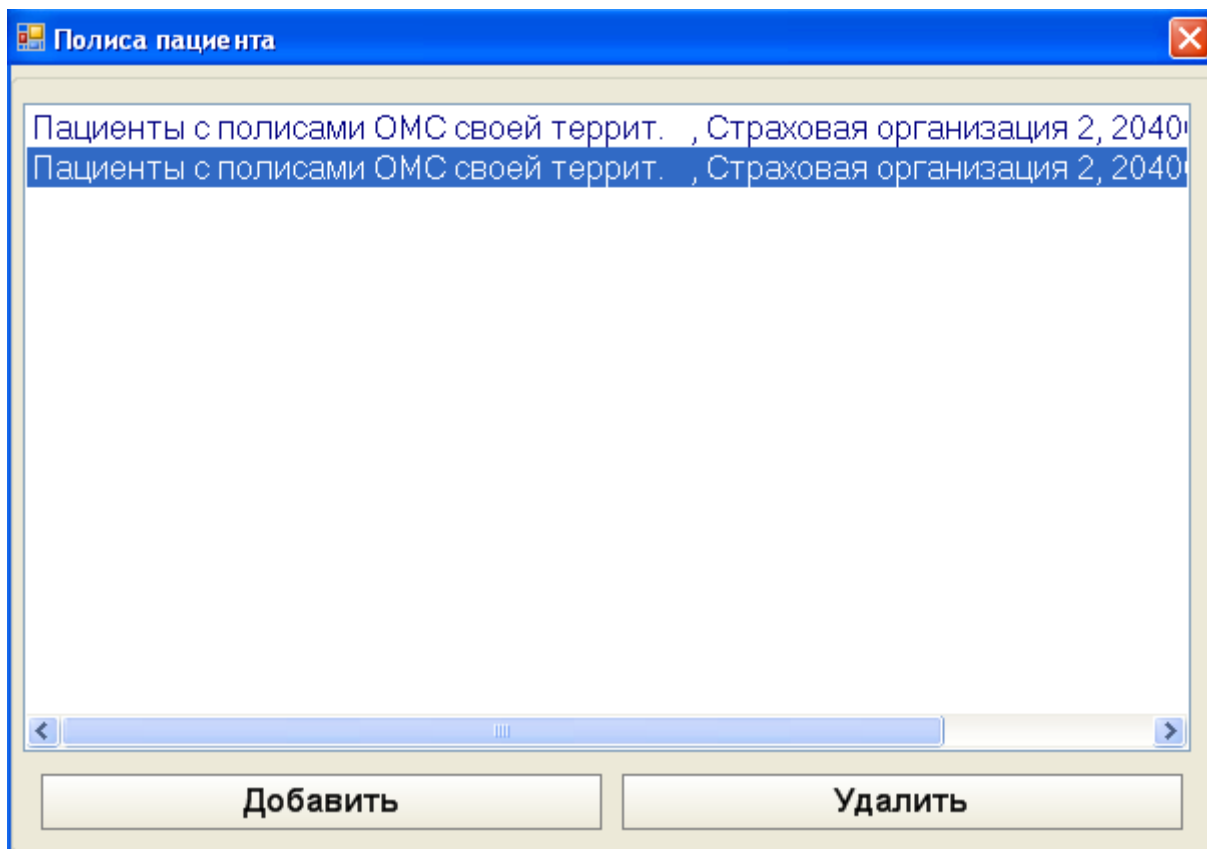 Полиса пациента
Пациенты с полисами ОМС своей террит. , Страховая организация 2, 2040
Пациенты с полисами ОМС своей террит. , Страховая организация 2, 2040
Добавить
Удалить